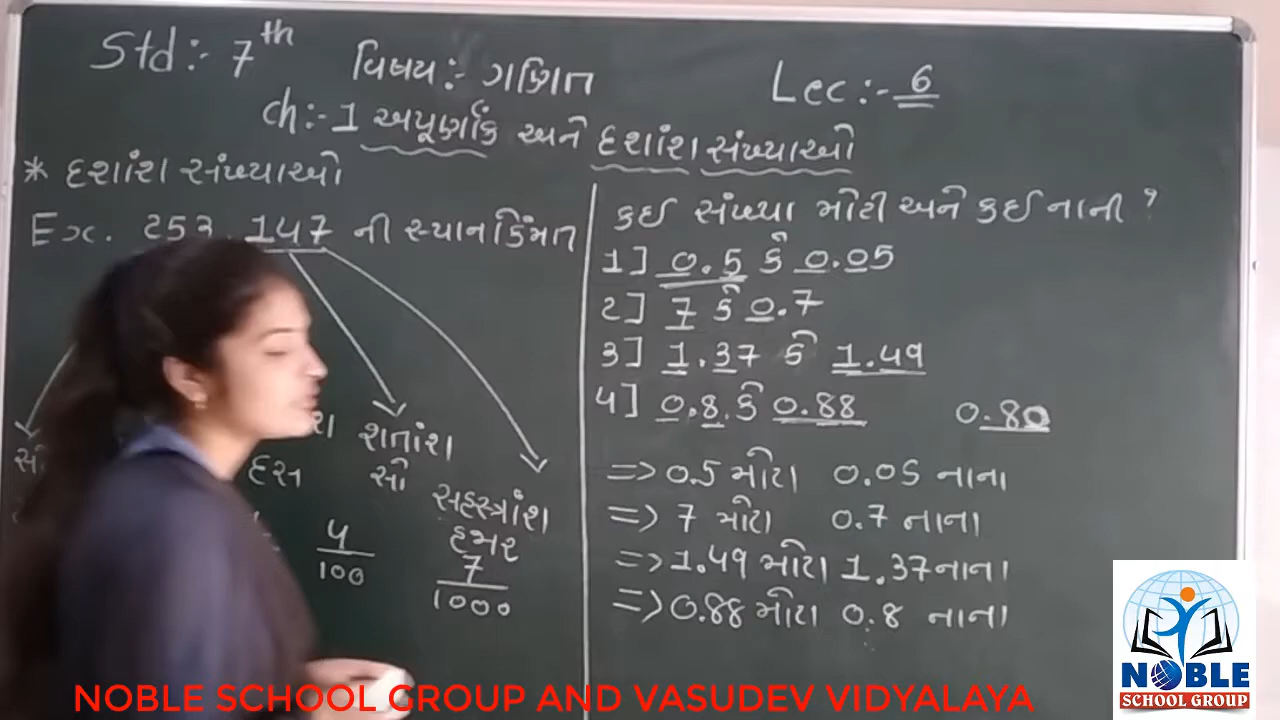 Std:- 7th વિષય:- ગણિત Lec:- 6
ch:- 1 અપૂર્ણાંક અને દશાંશ સંખ્યાઓ
* દશાંશ સંખ્યાઓ
Ex. 253.147 ની સ્થાનકિંમત
શતાંશ
દસ સો
સહસ્ત્રાંશ
હજાર
4/100
7/1000
કઈ સંખ્યા મોટી અને કઈ નાની ?
1] 0.5 કે 0.05
2] 7 કે 0.7
3] 1.37 કે 1.49
4] 0.8 કે 0.88 0.80
=> 0.5 મોટા 0.05 નાના
=> 7 મોટા 0.7 નાના
=> 1.49 મોટા 1.37 નાના
=> 0.88 મોટા 0.8 નાના
NOBLE
SCHOOL GROUP
NOBLE SCHOOL GROUP AND VASUDEV VIDYALAYA